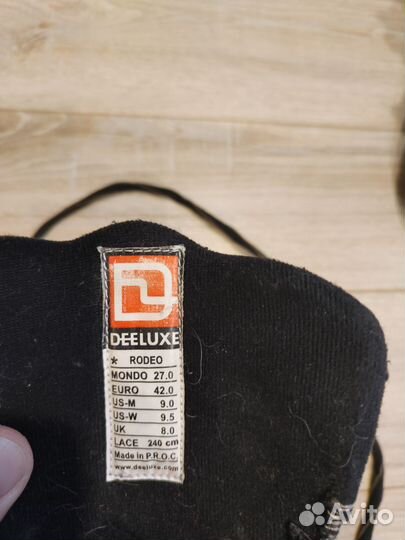 DEELUXE
* RODEO
MONDO 27.0
EURO 42.0
US-M 9.0
US-W 9.5
UK 8.0
LACE 240 cm
Made in P.R.O.C.
www.deeluxe.com
Avito